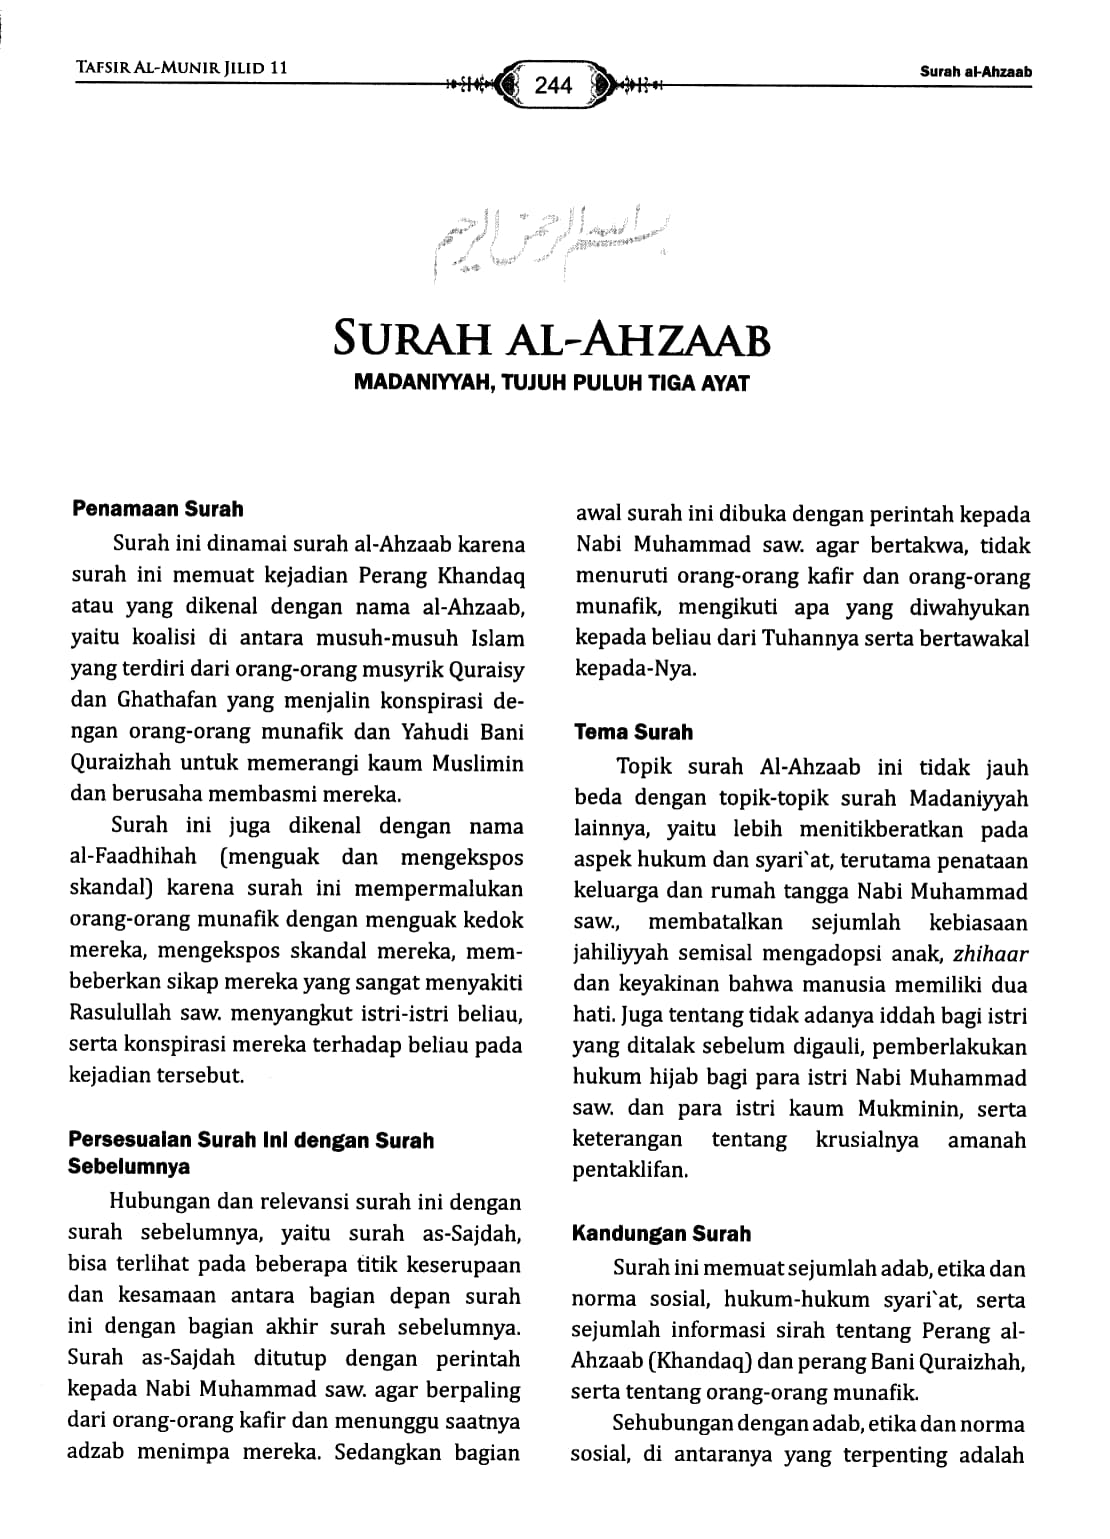 TAFSIR AL-MUNIR JILID 11
244
Surah al-Ahzaab
بسم الله الرحمن الرحيم
SURAH AL-AHZAAB
MADANIYYAH, TUJUH PULUH TIGA AYAT
Penamaan Surah
Surah ini dinamai surah al-Ahzaab karena
surah ini memuat kejadian Perang Khandaq
atau yang dikenal dengan nama al-Ahzaab,
yaitu koalisi di antara musuh-musuh Islam
yang terdiri dari orang-orang musyrik Quraisy
dan Ghathafan yang menjalin konspirasi de-
ngan orang-orang munafik dan Yahudi Bani
Quraizhah untuk memerangi kaum Muslimin
dan berusaha membasmi mereka.
Surah ini juga dikenal dengan nama
al-Faadhihah (menguak dan mengekspos
skandal) karena surah ini mempermalukan
orang-orang munafik dengan menguak kedok
mereka, mengekspos skandal mereka, mem-
beberkan sikap mereka yang sangat menyakiti
Rasulullah saw. menyangkut istri-istri beliau,
serta konspirasi mereka terhadap beliau pada
kejadian tersebut.
Persesuaian Surah Ini dengan Surah
Sebelumnya
Hubungan dan relevansi surah ini dengan
surah sebelumnya, yaitu surah as-Sajdah,
bisa terlihat pada beberapa titik keserupaan
dan kesamaan antara bagian depan surah
ini dengan bagian akhir surah sebelumnya.
Surah as-Sajdah ditutup dengan perintah
kepada Nabi Muhammad saw. agar berpaling
dari orang-orang kafir dan menunggu saatnya
adzab menimpa mereka. Sedangkan bagian
awal surah ini dibuka dengan perintah kepada
Nabi Muhammad saw. agar bertakwa, tidak
menuruti orang-orang kafir dan orang-orang
munafik, mengikuti apa yang diwahyukan
kepada beliau dari Tuhannya serta bertawakal
kepada-Nya.
Tema Surah
Topik surah Al-Ahzaab ini tidak jauh
beda dengan topik-topik surah Madaniyyah
lainnya, yaitu lebih menitikberatkan pada
aspek hukum dan syari`at, terutama penataan
keluarga dan rumah tangga Nabi Muhammad
saw., membatalkan sejumlah kebiasaan
jahiliyyah semisal mengadopsi anak, zhihaar
dan keyakinan bahwa manusia memiliki dua
hati. Juga tentang tidak adanya iddah bagi istri
yang ditalak sebelum digauli, pemberlakukan
hukum hijab bagi para istri Nabi Muhammad
saw. dan para istri kaum Mukminin, serta
keterangan tentang krusialnya amanah
pentaklifan.
Kandungan Surah
Surah ini memuat sejumlah adab, etika dan
norma sosial, hukum-hukum syari`at, serta
sejumlah informasi sirah tentang Perang al-
Ahzaab (Khandaq) dan perang Bani Quraizhah,
serta tentang orang-orang munafik.
Sehubungan dengan adab, etika dan norma
sosial, di antaranya yang terpenting adalah